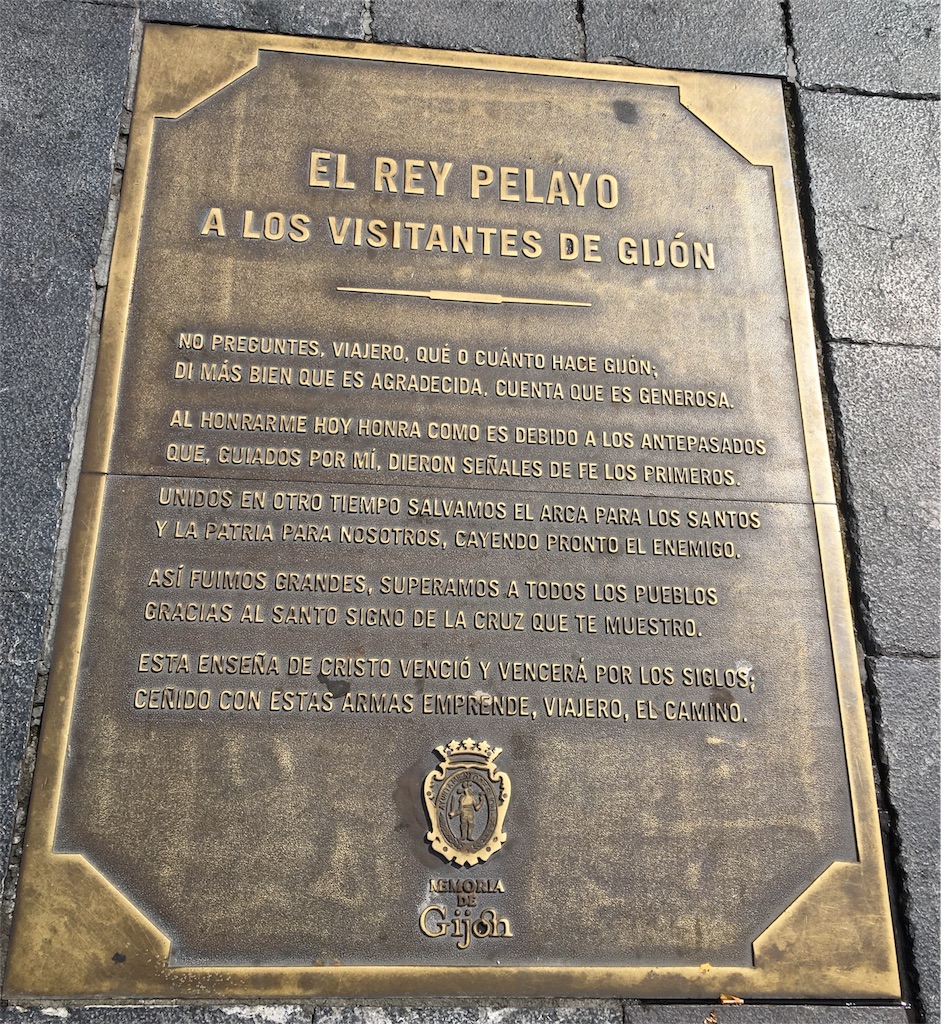 EL REY PELAYO
A LOS VISITANTES DE GIJÓN
NO PREGUNTES, VIAJERO, QUÉ O CUÁNTO HACE GIJÓN;
DI MÁS BIEN QUE ES AGRADECIDA, CUENTA QUE ES GENEROSA.
AL HONRARME HOY HONRA COMO ES DEBIDO A LOS ANTEPASADOS
QUE, GUIADOS POR MÍ, DIERON SEÑALES DE FE LOS PRIMEROS.
UNIDOS EN OTRO TIEMPO SALVAMOS EL ARCA PARA LOS SANTOS
Y LA PATRIA PARA NOSOTROS, CAYENDO PRONTO EL ENEMIGO.
ASÍ FUIMOS GRANDES, SUPERAMOS A TODOS LOS PUEBLOS
GRACIAS AL SANTO SIGNO DE LA CRUZ QUE TE MUESTRO.
ESTA ENSEÑA DE CRISTO VENCIÓ Y VENCERÁ POR LOS SIGLOS;
CEÑIDO CON ESTAS ARMAS EMPRENDE, VIAJERO, EL CAMINO.
MEMORIA
DE
Gijón